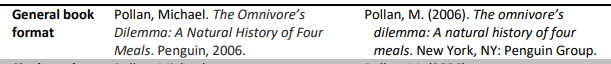 General book Pollan, Michael. The Omnivore’s Pollan, M. (2006). The omnivore’s
format Dilemma: A Natural History of Four dilemma: A natural history of four
Meals. Penguin, 2006. meals. New York, NY: Penguin Group.